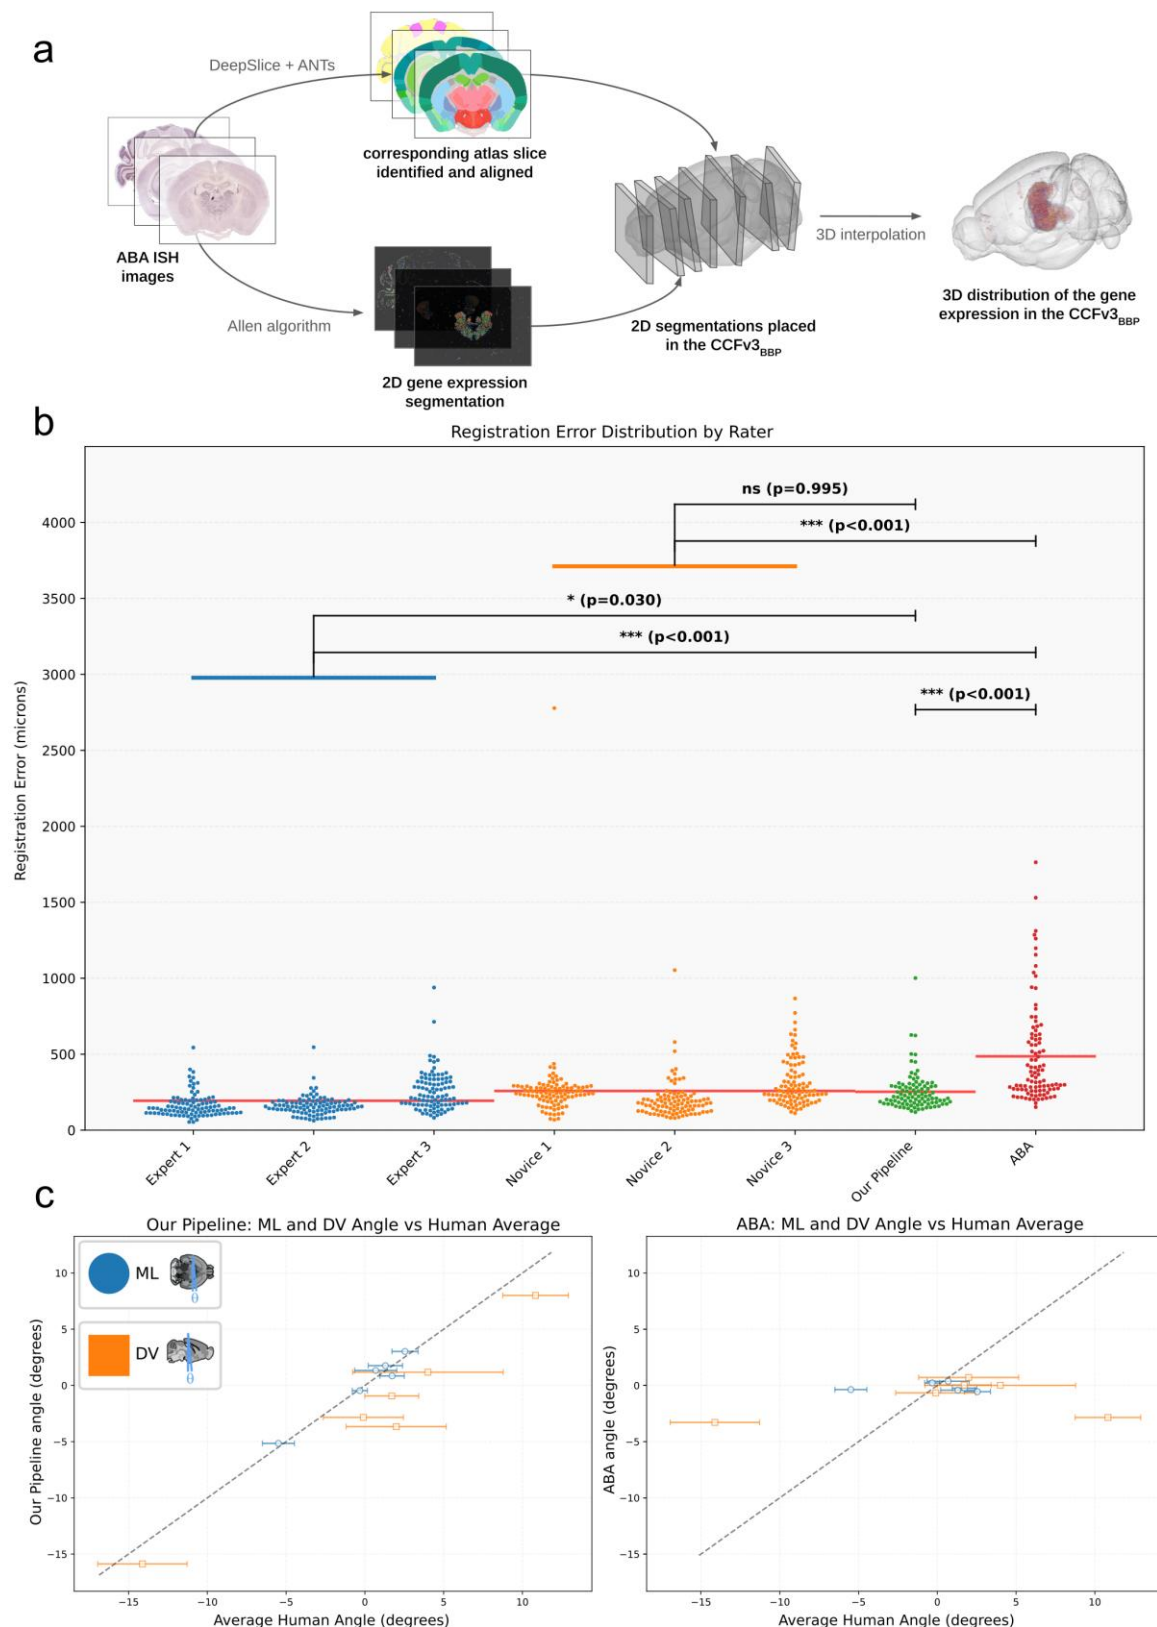 a
DeepSlice + ANTs
corresponding atlas slice
identified and aligned
ABA ISH
images
3D interpolation
Allen algorithm
2D gene expression
segmentation
2D segmentations placed
in the CCFv3BBP
3D distribution of the gene
expression in the CCFv3BBP
b
Registration Error Distribution by Rater
ns (p=0.995)
*** (p<0.001)
* (p=0.030)
*** (p<0.001)
*** (p<0.001)
Registration Error (microns)
4000
3500
3000
2500
2000
1500
1000
500
0
Expert 1
Expert 2
Expert 3
Novice 1
Novice 2
Novice 3
Our Pipeline
ABA
c
Our Pipeline: ML and DV Angle vs Human Average
ML
θ
DV
θ
Our Pipeline angle (degrees)
10
5
0
−5
−10
−15
−15 −10 −5 0 5 10
Average Human Angle (degrees)
ABA: ML and DV Angle vs Human Average
ABA angle (degrees)
10
5
0
−5
−10
−15
−15 −10 −5 0 5 10
Average Human Angle (degrees)